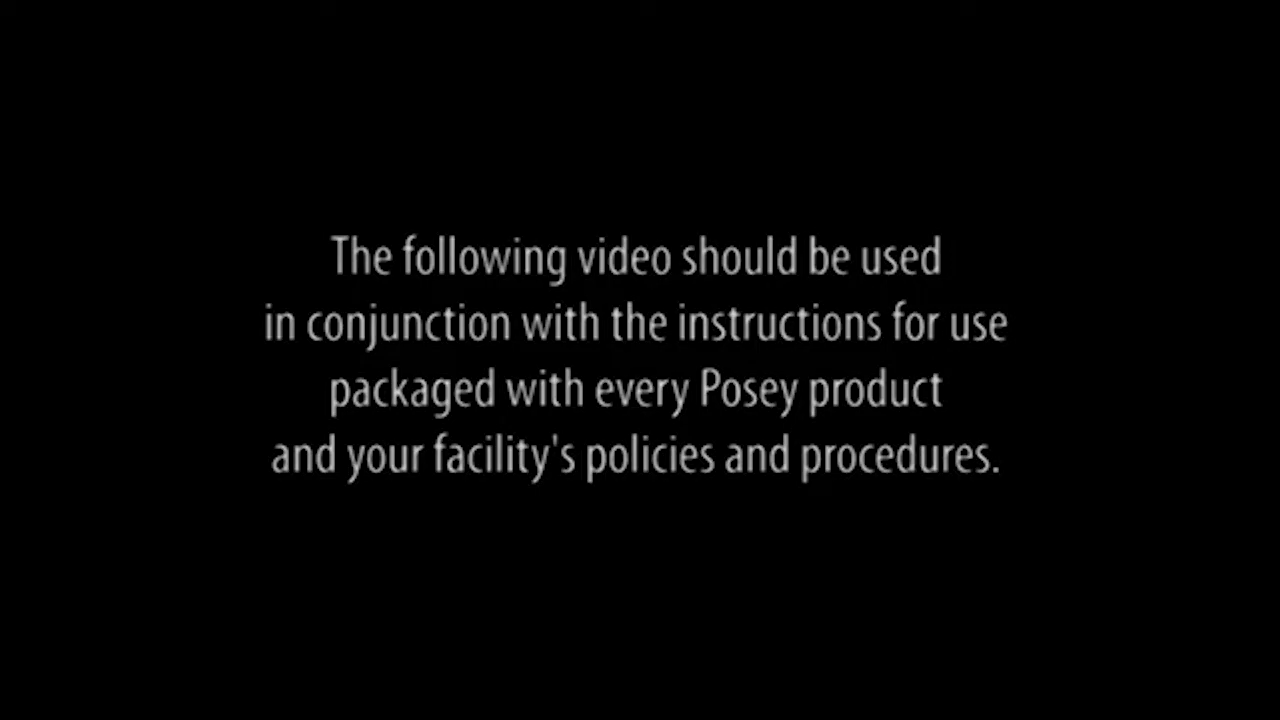 The following video should be used
in conjunction with the instructions for use
packaged with every Posey product
and your facility's policies and procedures.